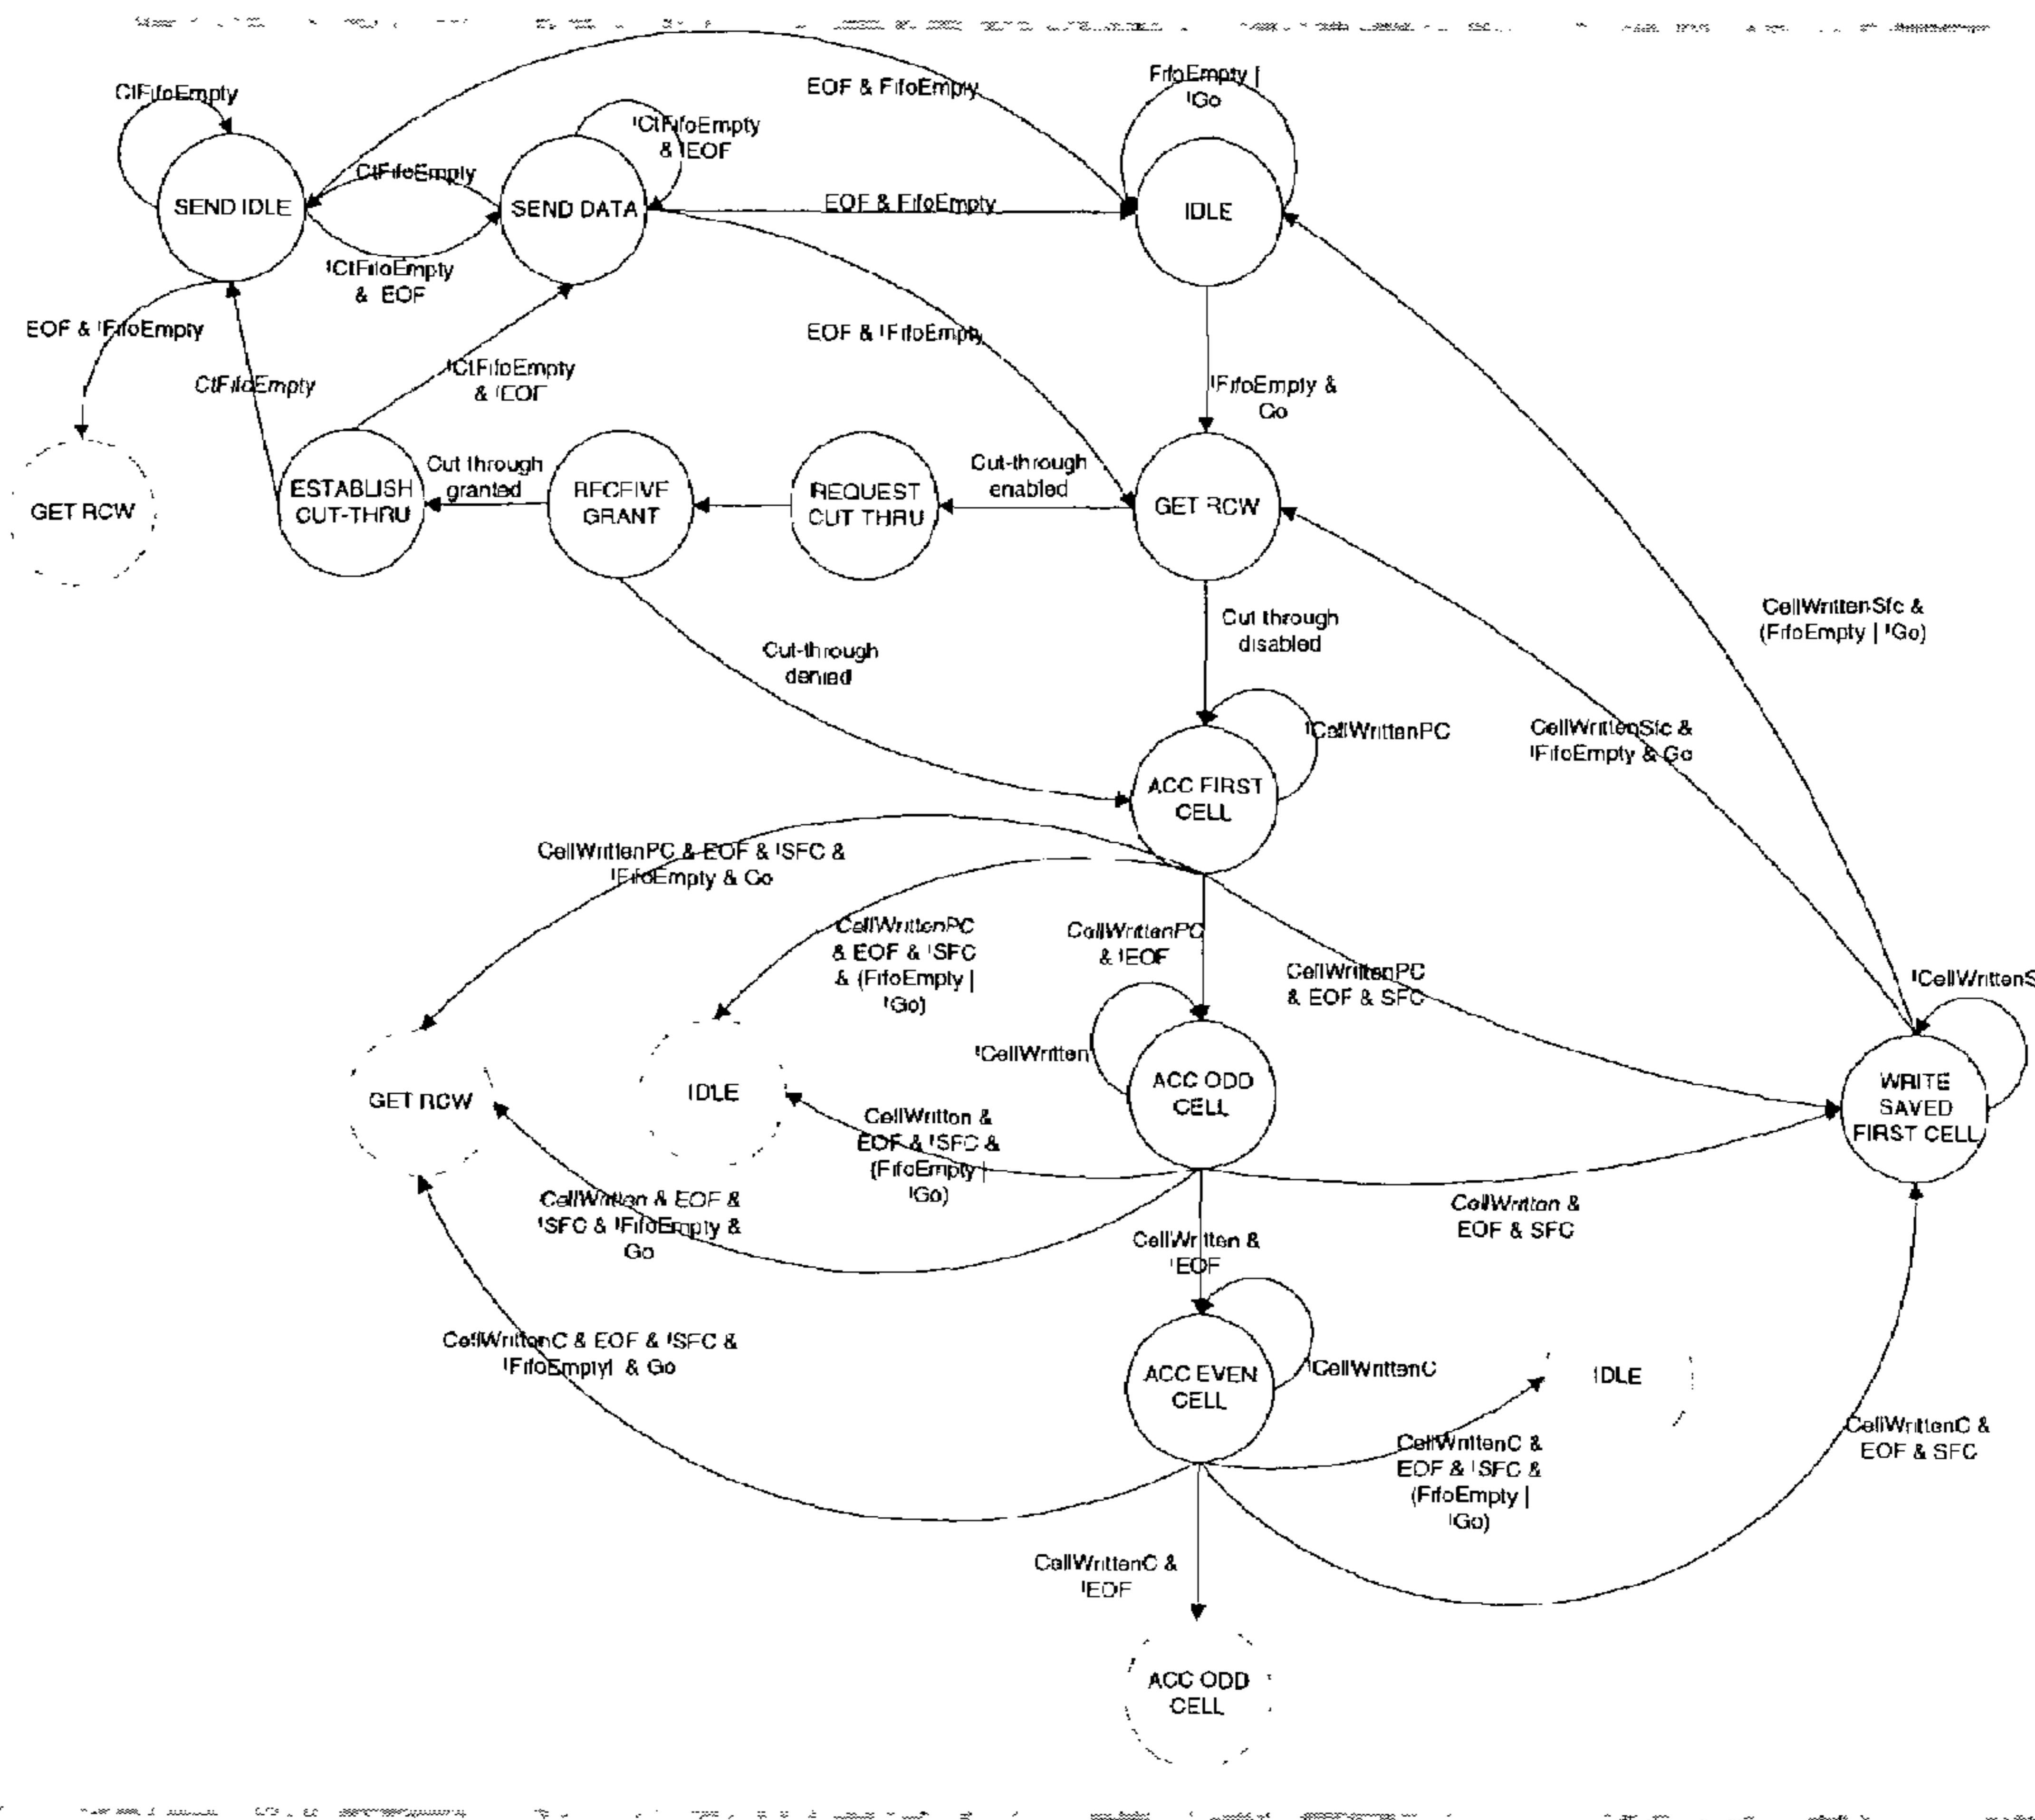 EOF & FifoEmpty
FifoEmpty |
!Go
CtFifoEmpty
!CtFifoEmpty
& !EOF
CtFifoEmpty
SEND IDLE
SEND DATA
EOF & FifoEmpty
IDLE
!CtFifoEmpty
& EOF
EOF & !FifoEmpty
EOF & !FifoEmpty
CtFifoEmpty
!CtFifoEmpty
& !EOF
!FifoEmpty &
Go
GET RCW
ESTABLISH
CUT-THRU
Cut through
granted
RECEIVE
GRANT
REQUEST
CUT THRU
Cut-through
enabled
GET RCW
Cut through
disabled
CellWrittenSfc &
(FifoEmpty | !Go)
Cut-through
denied
CellWrittenSfc &
!FifoEmpty & Go
!CellWrittenPC
ACC FIRST
CELL
CellWrittenPC & EOF & !SFC &
!FifoEmpty & Go
CellWrittenPC
& EOF & !SFC
& (FifoEmpty |
!Go)
CellWrittenPC
& !EOF
CellWrittenPC
& EOF & SFC
!CellWrittenS
!CellWritten
GET RCW
IDLE
ACC ODD
CELL
WRITE
SAVED
FIRST CELL
CellWritten &
EOF & !SFC &
(FifoEmpty |
!Go)
CellWritten & EOF &
!SFC & !FifoEmpty &
Go
CellWritten &
EOF & SFC
CellWritten &
!EOF
CellWrittenC & EOF & !SFC &
!FifoEmpty| & Go
ACC EVEN
CELL
!CellWrittenC
IDLE
CellWrittenC &
EOF & !SFC &
(FifoEmpty |
!Go)
CellWrittenC &
EOF & SFC
CellWrittenC &
!EOF
ACC ODD
CELL